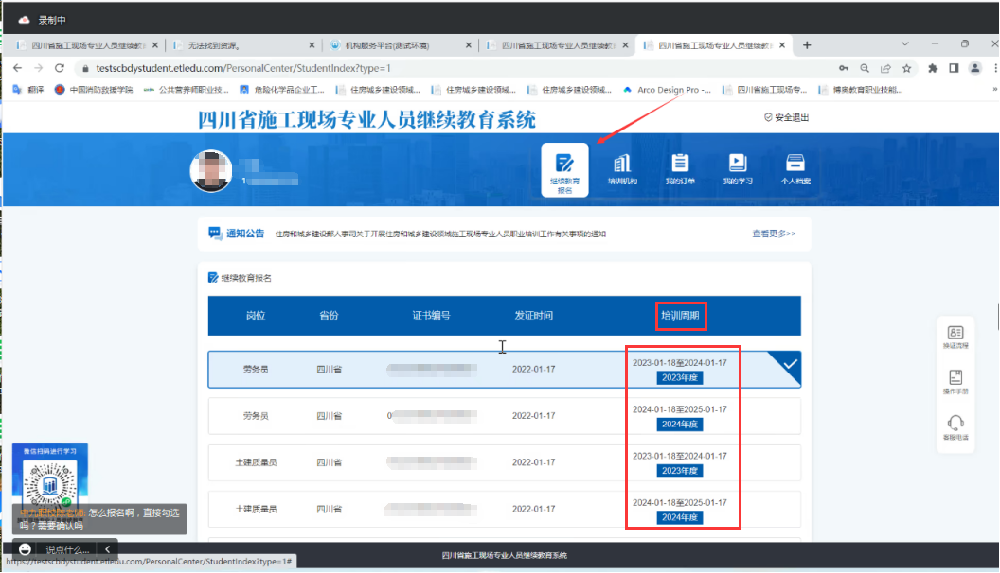 录制中
四川省施工现场专业人员继续教育
无法找到资源。
机构服务平台(测试环境)
四川省施工现场专业人员继续教育
四川省施工现场专业人员继续教育
testscbdystudent.etledu.com/PersonalCenter/StudentIndex?type=1
翻译
中国消防救援学院
公共营养师职业技...
危险化学品企业工...
住房城乡建设领域...
住房城乡建设领域...
住房城乡建设领域...
Arco Design Pro -...
四川省施工现场专...
博奥教育职业技能...
四川省施工现场专业人员继续教育系统
安全退出
1
继续教育
报名
培训机构
我的订单
我的学习
个人档案
通知公告
住房和城乡建设部人事司关于开展住房和城乡建设领域施工现场专业人员职业培训工作有关事项的通知
查看更多>>
继续教育报名
岗位 省份 证书编号 发证时间 培训周期
劳务员 四川省 2022-01-17 2023-01-18至2024-01-17
2023年度
劳务员 四川省 0 2022-01-17 2024-01-18至2025-01-17
2024年度
土建质量员 四川省 2022-01-17 2023-01-18至2024-01-17
2023年度
土建质量员 四川省 2022-01-17 2024-01-18至2025-01-17
2024年度
换证流程
操作手册
客服电话
微信扫码进行学习
怎么报名啊，直接勾选
吗？需要确认吗
说点什么...
https://testscbdystudent.etledu.com/PersonalCenter/StudentIndex?type=1#
四川省施工现场专业人员继续教育系统